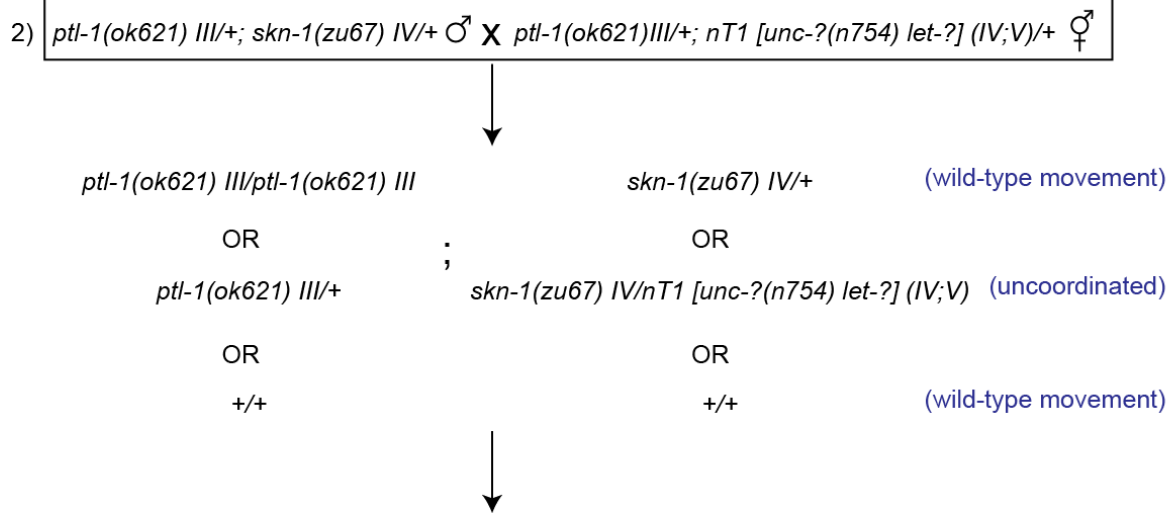 2) ptl-1(ok621) III/+; skn-1(zu67) IV/+ ♂ X ptl-1(ok621)III/+; nT1 [unc-?(n754) let-?] (IV;V)/+ ⚥
ptl-1(ok621) III/ptl-1(ok621) III skn-1(zu67) IV/+ (wild-type movement)
OR OR
;
ptl-1(ok621) III/+ skn-1(zu67) IV/nT1 [unc-?(n754) let-?] (IV;V) (uncoordinated)
OR OR
+/+ +/+ (wild-type movement)